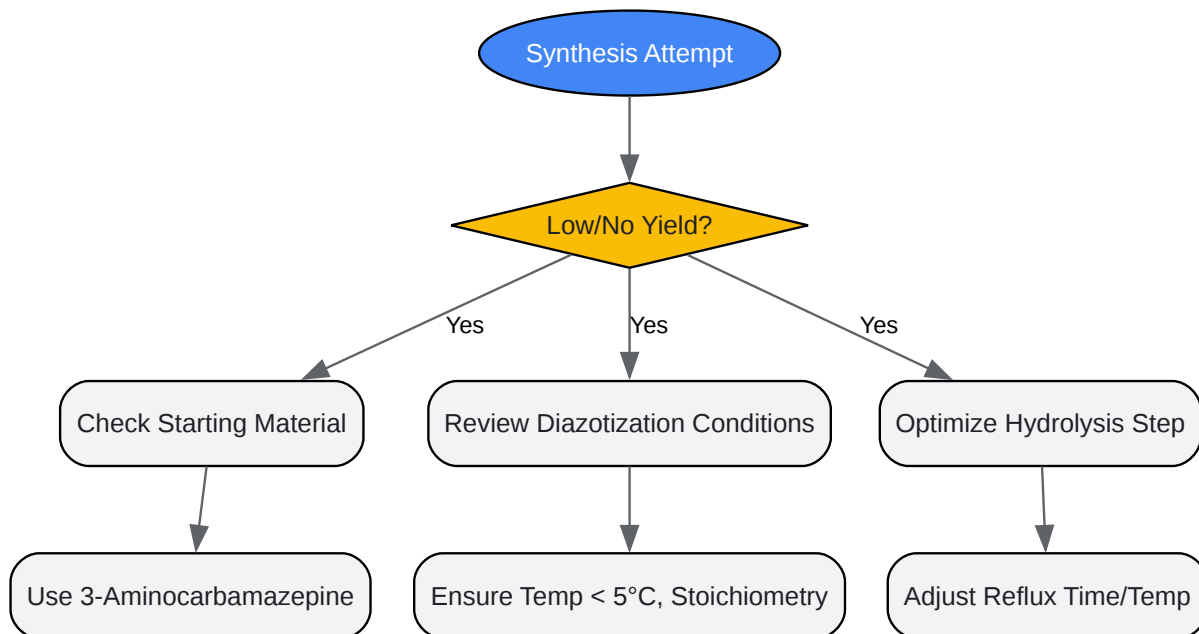 Synthesis Attempt
Low/No Yield?
Yes
Yes
Yes
Check Starting Material
Review Diazotization Conditions
Optimize Hydrolysis Step
Use 3-Aminocarbamazepine
Ensure Temp < 5°C, Stoichiometry
Adjust Reflux Time/Temp